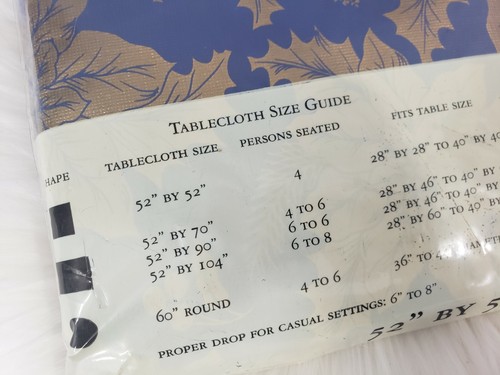 TABLECLOTH SIZE GUIDE
HAPE TABLECLOTH SIZE PERSONS SEATED FITS TABLE SIZE
52" BY 52" 4 28" BY 28" TO 40" BY 40
52" BY 70" 4 TO 6 28" BY 46" TO 40" BY
52" BY 90" 6 TO 6 28" BY 46" TO 40" BY
52" BY 104" 6 TO 8 28" BY 60" TO 40" BY
60" ROUND 4 TO 6 36" TO 4
PROPER DROP FOR CASUAL SETTINGS: 6" TO 8"
52" BY 5